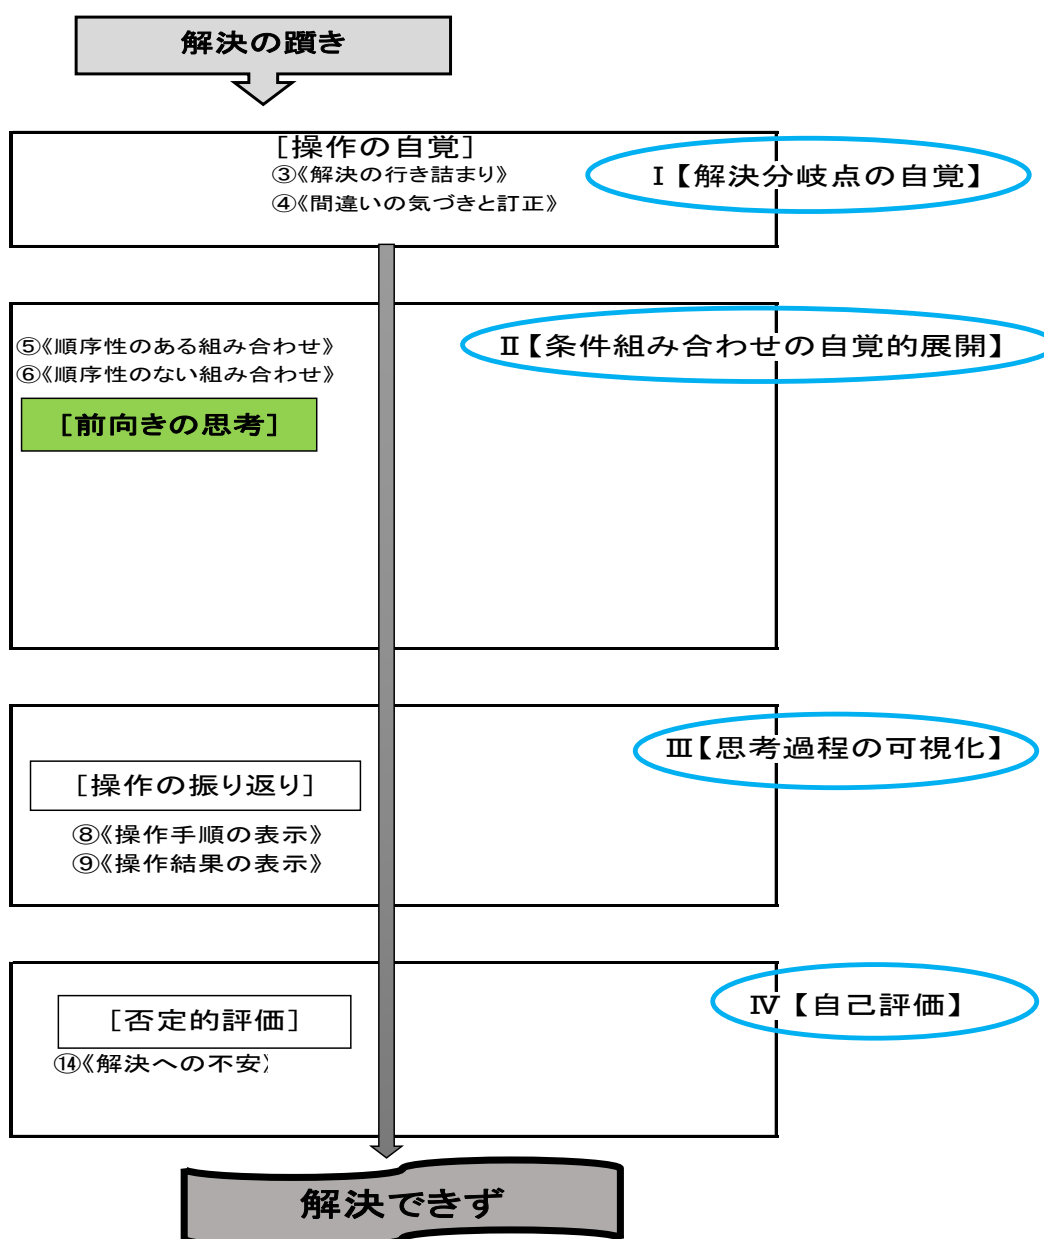 解決の躓き
[操作の自覚]
③《解決の行き詰まり》
④《間違いの気づきと訂正》
Ⅰ【解決分岐点の自覚】
Ⅱ【条件組み合わせの自覚的展開】
⑤《順序性のある組み合わせ》
⑥《順序性のない組み合わせ》
[前向きの思考]
Ⅲ【思考過程の可視化】
[操作の振り返り]
⑧《操作手順の表示》
⑨《操作結果の表示》
Ⅳ【自己評価】
[否定的評価]
⑭《解決への不安》
解決できず